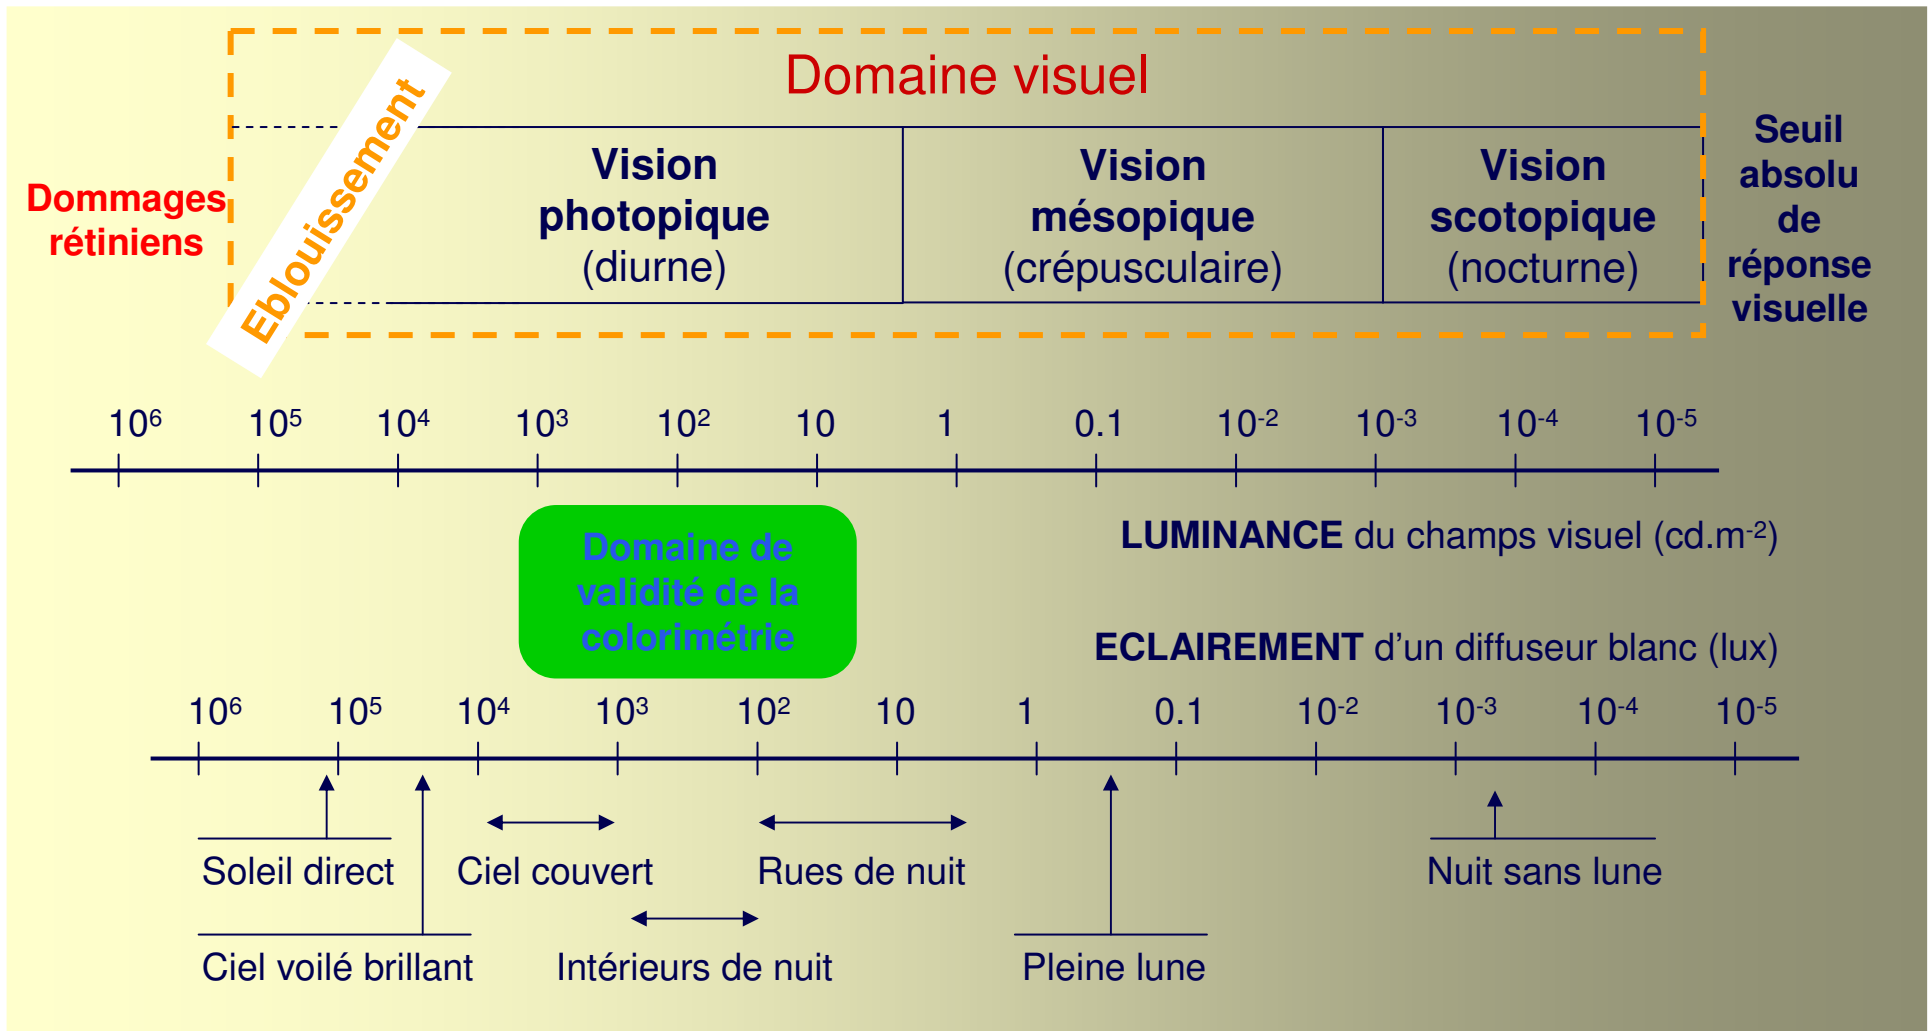 Domaine visuel
Eblouissement
Dommages
rétiniens
Vision
photopique
(diurne)
Vision
mésopique
(crépusculaire)
Vision
scotopique
(nocturne)
Seuil
absolu
de
réponse
visuelle
10⁶ 10⁵ 10⁴ 10³ 10² 10 1 0.1 10⁻² 10⁻³ 10⁻⁴ 10⁻⁵
LUMINANCE du champs visuel (cd.m⁻²)
Domaine de
validité de la
colorimétrie
ECLAIREMENT d'un diffuseur blanc (lux)
10⁶ 10⁵ 10⁴ 10³ 10² 10 1 0.1 10⁻² 10⁻³ 10⁻⁴ 10⁻⁵
Soleil direct Ciel couvert Rues de nuit Nuit sans lune
Ciel voilé brillant Intérieurs de nuit Pleine lune